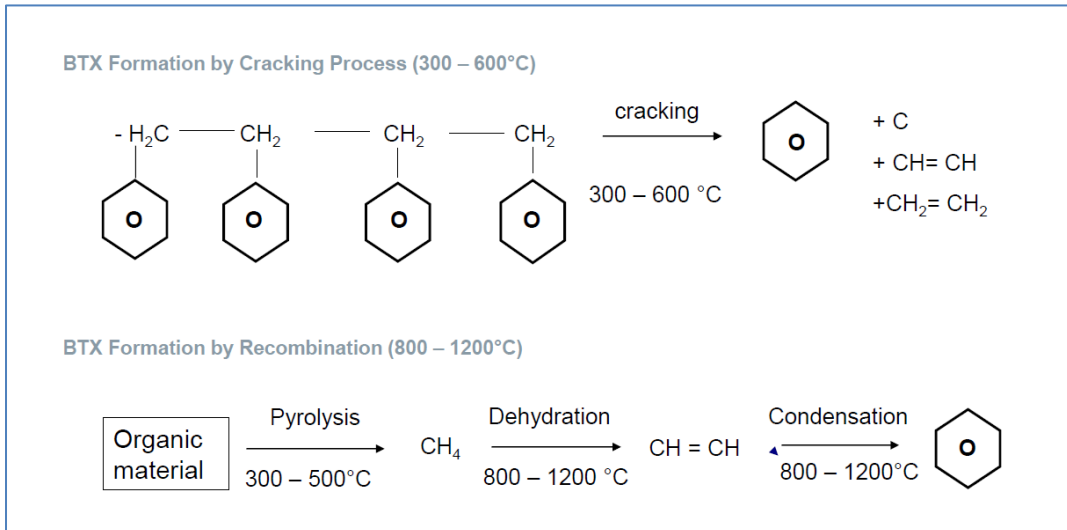 BTX Formation by Cracking Process (300 – 600°C)
- H₂C CH₂ CH₂ CH₂
cracking
300 – 600 °C
O O O O
O
+ C
+ CH= CH
+CH₂= CH₂
BTX Formation by Recombination (800 – 1200°C)
Organic
material
Pyrolysis
300 – 500°C
CH₄
Dehydration
800 – 1200 °C
CH = CH
Condensation
800 – 1200°C
O